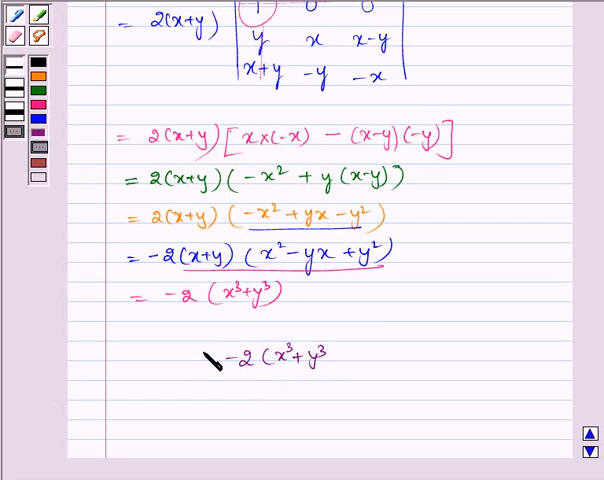 = 2(x+y) | 1 0 0
y x x-y
x+y -y -x |
= 2(x+y) [x×(-x) - (x-y)(-y)]
= 2(x+y) (-x² + y(x-y))
= 2(x+y) (-x² + yx - y²)
= -2(x+y) (x² - yx + y²)
= -2 (x³+y³)
-2 (x³+y³